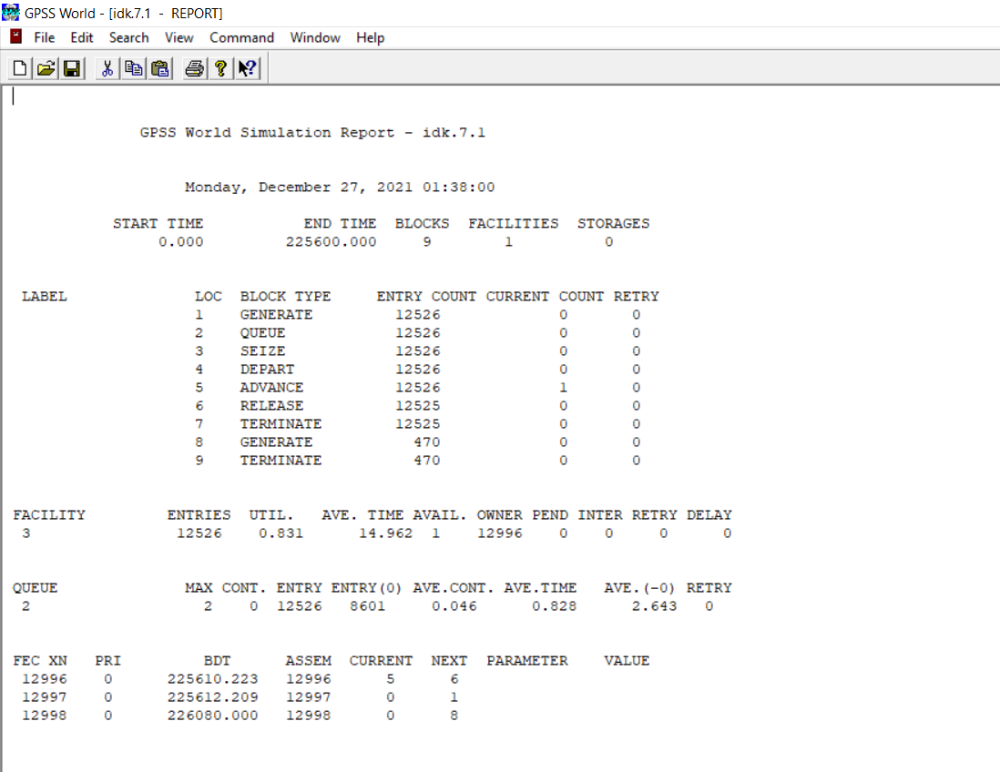 GPSS World - [idk.7.1 - REPORT]
File Edit Search View Command Window Help
GPSS World Simulation Report - idk.7.1
Monday, December 27, 2021 01:38:00
START TIME END TIME BLOCKS FACILITIES STORAGES
0.000 225600.000 9 1 0
LABEL LOC BLOCK TYPE ENTRY COUNT CURRENT COUNT RETRY
1 GENERATE 12526 0 0
2 QUEUE 12526 0 0
3 SEIZE 12526 0 0
4 DEPART 12526 0 0
5 ADVANCE 12526 1 0
6 RELEASE 12525 0 0
7 TERMINATE 12525 0 0
8 GENERATE 470 0 0
9 TERMINATE 470 0 0
FACILITY ENTRIES UTIL. AVE. TIME AVAIL. OWNER PEND INTER RETRY DELAY
3 12526 0.831 14.962 1 12996 0 0 0 0
QUEUE MAX CONT. ENTRY ENTRY(0) AVE.CONT. AVE.TIME AVE.(-0) RETRY
2 2 0 12526 8601 0.046 0.828 2.643 0
FEC XN PRI BDT ASSEM CURRENT NEXT PARAMETER VALUE
12996 0 225610.223 12996 5 6
12997 0 225612.209 12997 0 1
12998 0 226080.000 12998 0 8